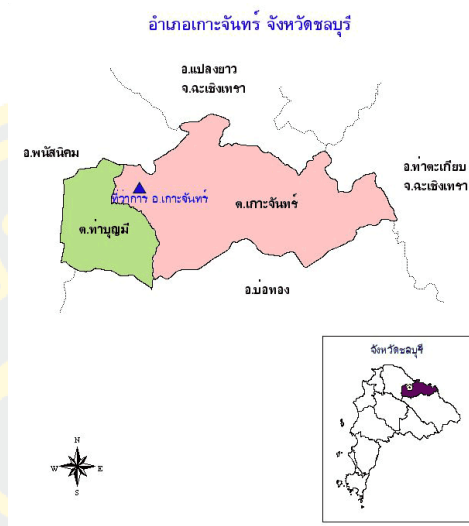 อำเภอเกาะจันทร์ จังหวัดชลบุรี
อ.แปลงยาว
จ.ฉะเชิงเทรา
อ.พนัสนิคม
อ.ท่าตะเกียบ
จ.ฉะเชิงเทรา
ที่ว่าการ อ.เกาะจันทร์
ต.เกาะจันทร์
ต.ท่าบุญมี
อ.บ่อทอง
จังหวัดชลบุรี
N
W E
S